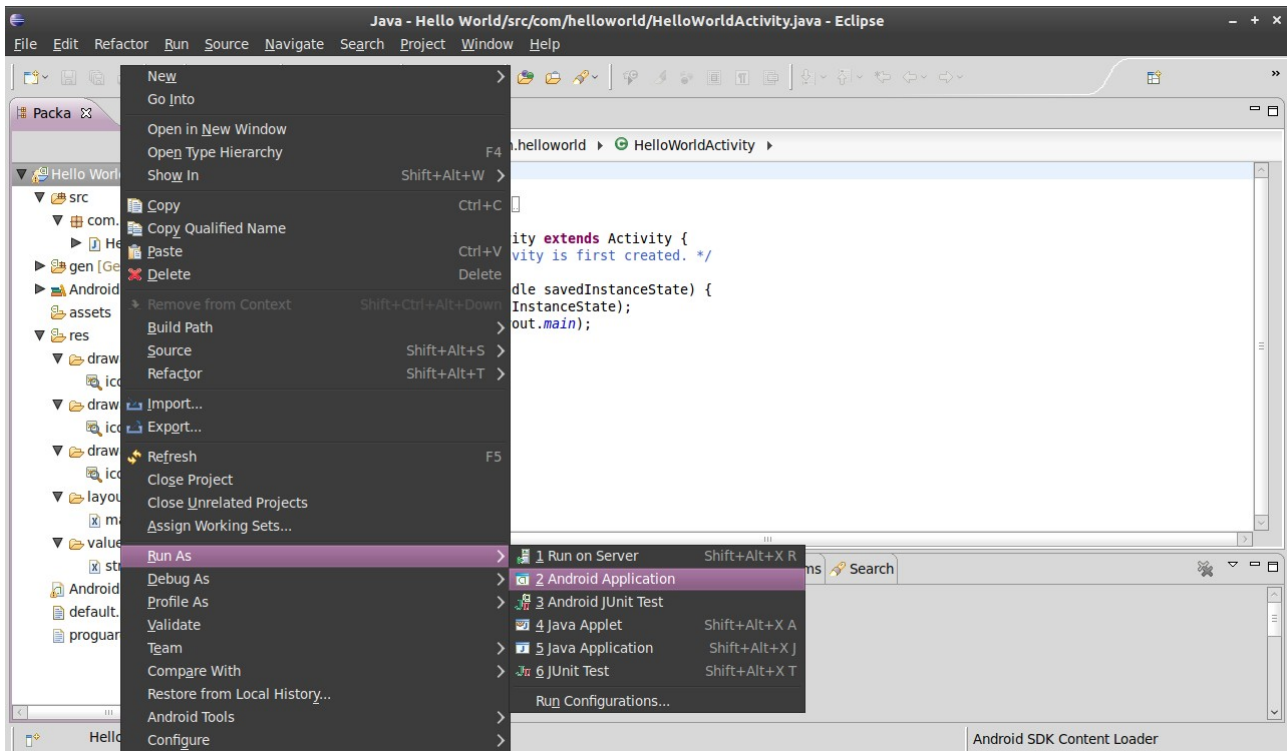 Java - Hello World/src/com/helloworld/HelloWorldActivity.java - Eclipse
File Edit Refactor Run Source Navigate Search Project Window Help
Packa
Hello
src
com.
gen
Android
assets
res
draw
draw
draw
layou
value
Android
default.
New
Go Into
Open in New Window
Open Type Hierarchy F4
Show In Shift+Alt+W
Copy Ctrl+C
Copy Qualified Name
Paste Ctrl+V
Delete Delete
Remove from Context Shift+Ctrl+Alt+Down
Build Path
Source Shift+Alt+S
Refactor Shift+Alt+T
Import...
Export...
Refresh F5
Close Project
Close Unrelated Projects
Assign Working Sets...
Run As
Debug As
Profile As
Validate
Team
Compare With
Restore from Local History...
Android Tools
Configure
1 Run on Server Shift+Alt+X R
2 Android Application
3 Android JUnit Test
4 Java Applet Shift+Alt+X A
5 Java Application Shift+Alt+X J
6 JUnit Test Shift+Alt+X T
Run Configurations...
.helloworld HelloWorldActivity
ity extends Activity {
vity is first created. */
dle savedInstanceState) {
InstanceState);
out.main);
ms Search
Hello
Android SDK Content Loader